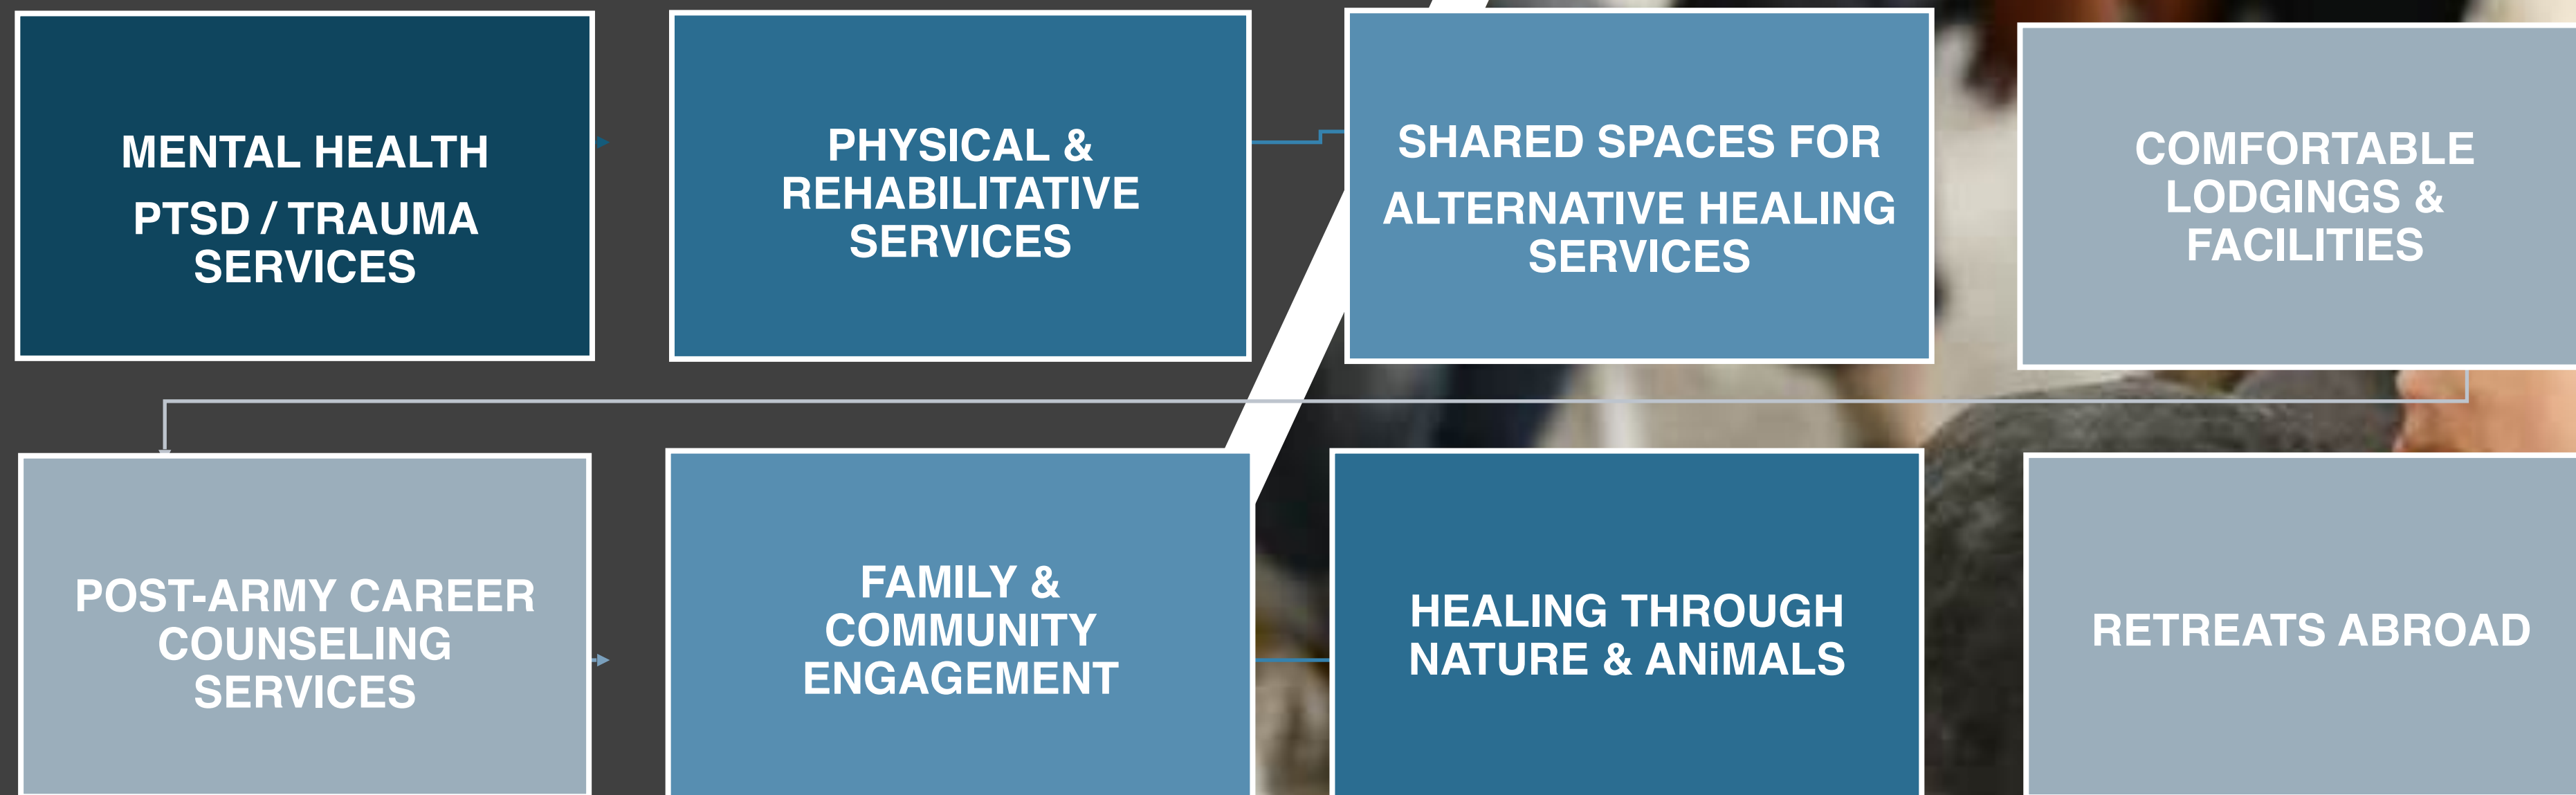 MENTAL HEALTH
PTSD / TRAUMA
SERVICES
PHYSICAL &
REHABILITATIVE
SERVICES
SHARED SPACES FOR
ALTERNATIVE HEALING
SERVICES
COMFORTABLE
LODGINGS &
FACILITIES
POST-ARMY CAREER
COUNSELING
SERVICES
FAMILY &
COMMUNITY
ENGAGEMENT
HEALING THROUGH
NATURE & ANiMALS
RETREATS ABROAD